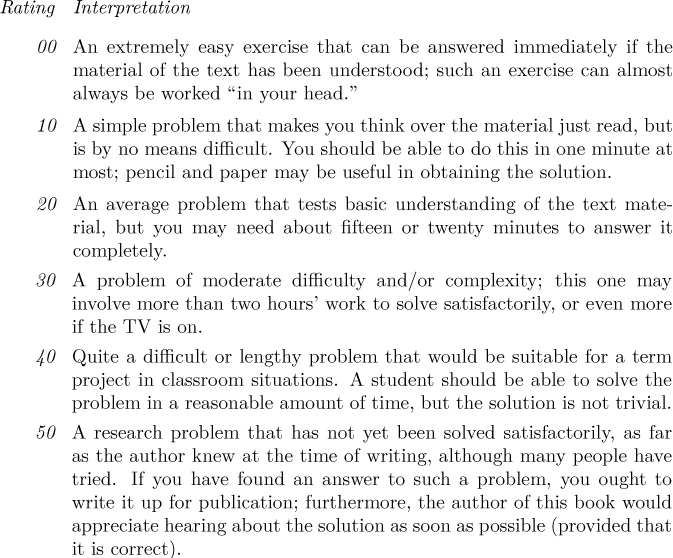 Rating Interpretation
00 An extremely easy exercise that can be answered immediately if the
material of the text has been understood; such an exercise can almost
always be worked “in your head.”
10 A simple problem that makes you think over the material just read, but
is by no means difficult. You should be able to do this in one minute at
most; pencil and paper may be useful in obtaining the solution.
20 An average problem that tests basic understanding of the text mate-
rial, but you may need about fifteen or twenty minutes to answer it
completely.
30 A problem of moderate difficulty and/or complexity; this one may
involve more than two hours’ work to solve satisfactorily, or even more
if the TV is on.
40 Quite a difficult or lengthy problem that would be suitable for a term
project in classroom situations. A student should be able to solve the
problem in a reasonable amount of time, but the solution is not trivial.
50 A research problem that has not yet been solved satisfactorily, as far
as the author knew at the time of writing, although many people have
tried. If you have found an answer to such a problem, you ought to
write it up for publication; furthermore, the author of this book would
appreciate hearing about the solution as soon as possible (provided that
it is correct).